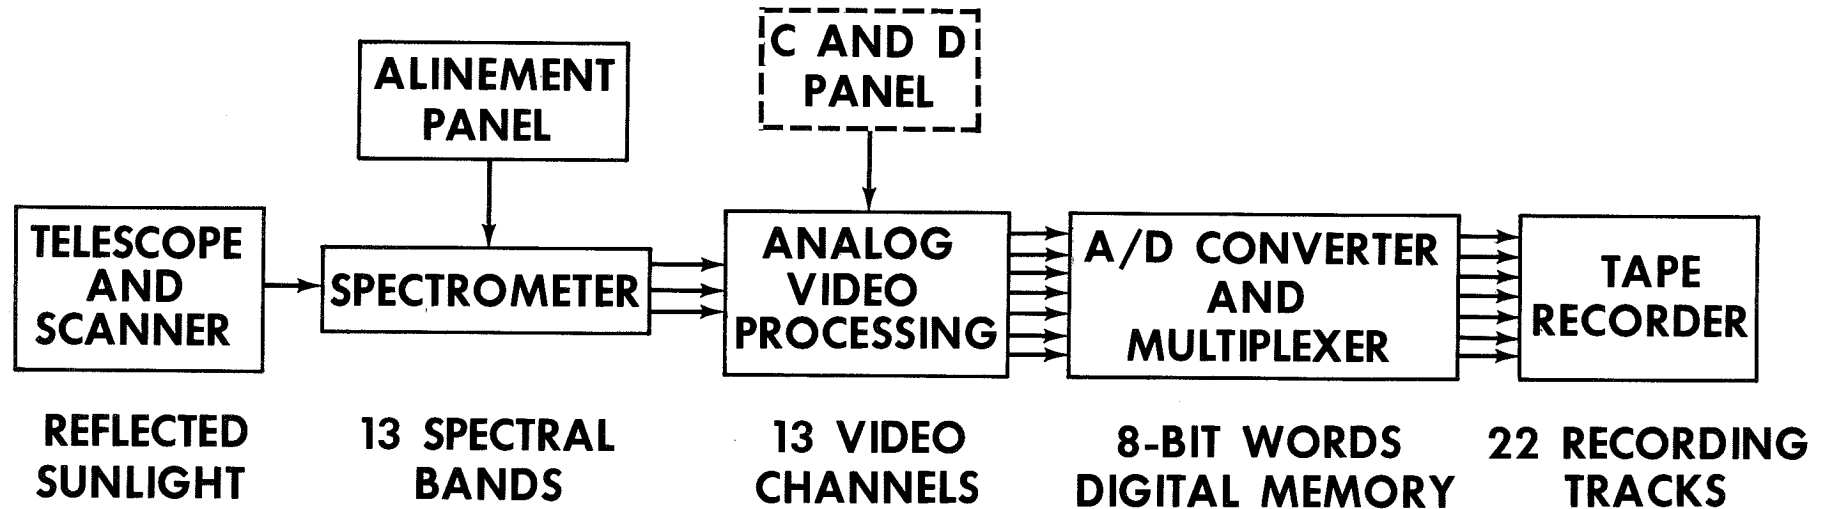 C AND D
PANEL
ALINEMENT
PANEL
TELESCOPE
AND
SCANNER
SPECTROMETER
ANALOG
VIDEO
PROCESSING
A/D CONVERTER
AND
MULTIPLEXER
TAPE
RECORDER
REFLECTED
SUNLIGHT
13 SPECTRAL
BANDS
13 VIDEO
CHANNELS
8-BIT WORDS
DIGITAL MEMORY
22 RECORDING
TRACKS